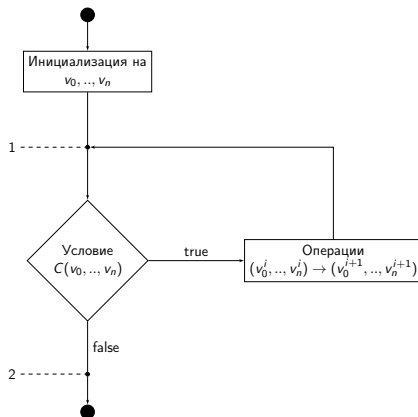 Инициализация на
v₀, .., vₙ
1
Условие
C(v₀, .., vₙ)
true
Операции
(v₀ⁱ, .., vₙⁱ) → (v₀ⁱ⁺¹, .., vₙⁱ⁺¹)
false
2